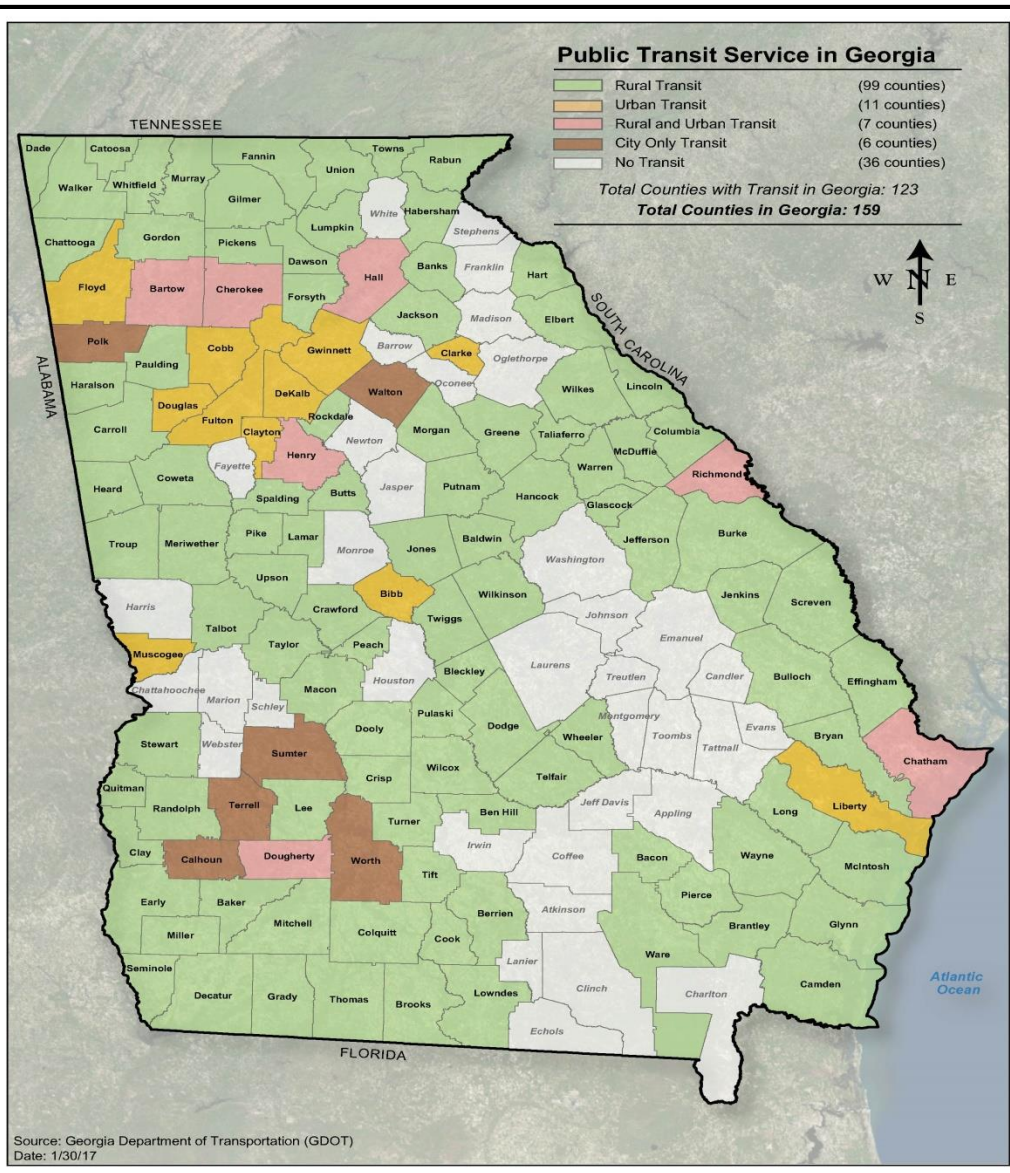 Public Transit Service in Georgia
Rural Transit (99 counties)
Urban Transit (11 counties)
Rural and Urban Transit (7 counties)
City Only Transit (6 counties)
No Transit (36 counties)
Total Counties with Transit in Georgia: 123
Total Counties in Georgia: 159
W N E
S
TENNESSEE
SOUTH CAROLINA
ALABAMA
FLORIDA
Atlantic
Ocean
Dade
Catoosa
Walker
Whitfield
Murray
Fannin
Gilmer
Union
Towns
Rabun
White
Habersham
Stephens
Lumpkin
Chattooga
Gordon
Pickens
Dawson
Hall
Banks
Franklin
Hart
Floyd
Bartow
Cherokee
Forsyth
Jackson
Madison
Elbert
Polk
Paulding
Cobb
Gwinnett
Barrow
Clarke
Oconee
Oglethorpe
Wilkes
Lincoln
Haralson
Douglas
Fulton
DeKalb
Walton
Rockdale
Carroll
Clayton
Henry
Newton
Morgan
Greene
Taliaferro
McDuffie
Columbia
Warren
Richmond
Fayette
Coweta
Heard
Spalding
Butts
Jasper
Putnam
Hancock
Glascock
Jefferson
Burke
Troup
Meriwether
Pike
Lamar
Monroe
Jones
Baldwin
Washington
Upson
Bibb
Wilkinson
Jenkins
Screven
Harris
Talbot
Crawford
Twiggs
Johnson
Emanuel
Taylor
Peach
Muscogee
Houston
Bleckley
Laurens
Treutlen
Candler
Bulloch
Effingham
Chattahoochee
Marion
Schley
Macon
Pulaski
Dodge
Montgomery
Toombs
Tattnall
Evans
Bryan
Chatham
Stewart
Webster
Sumter
Dooly
Wilcox
Wheeler
Telfair
Crisp
Quitman
Randolph
Terrell
Lee
Turner
Ben Hill
Jeff Davis
Appling
Long
Liberty
Clay
Calhoun
Dougherty
Worth
Irwin
Coffee
Bacon
Wayne
McIntosh
Tift
Early
Baker
Mitchell
Colquitt
Berrien
Atkinson
Pierce
Brantley
Glynn
Miller
Cook
Ware
Seminole
Decatur
Grady
Thomas
Brooks
Lowndes
Lanier
Clinch
Echols
Charlton
Camden
Source: Georgia Department of Transportation (GDOT)
Date: 1/30/17